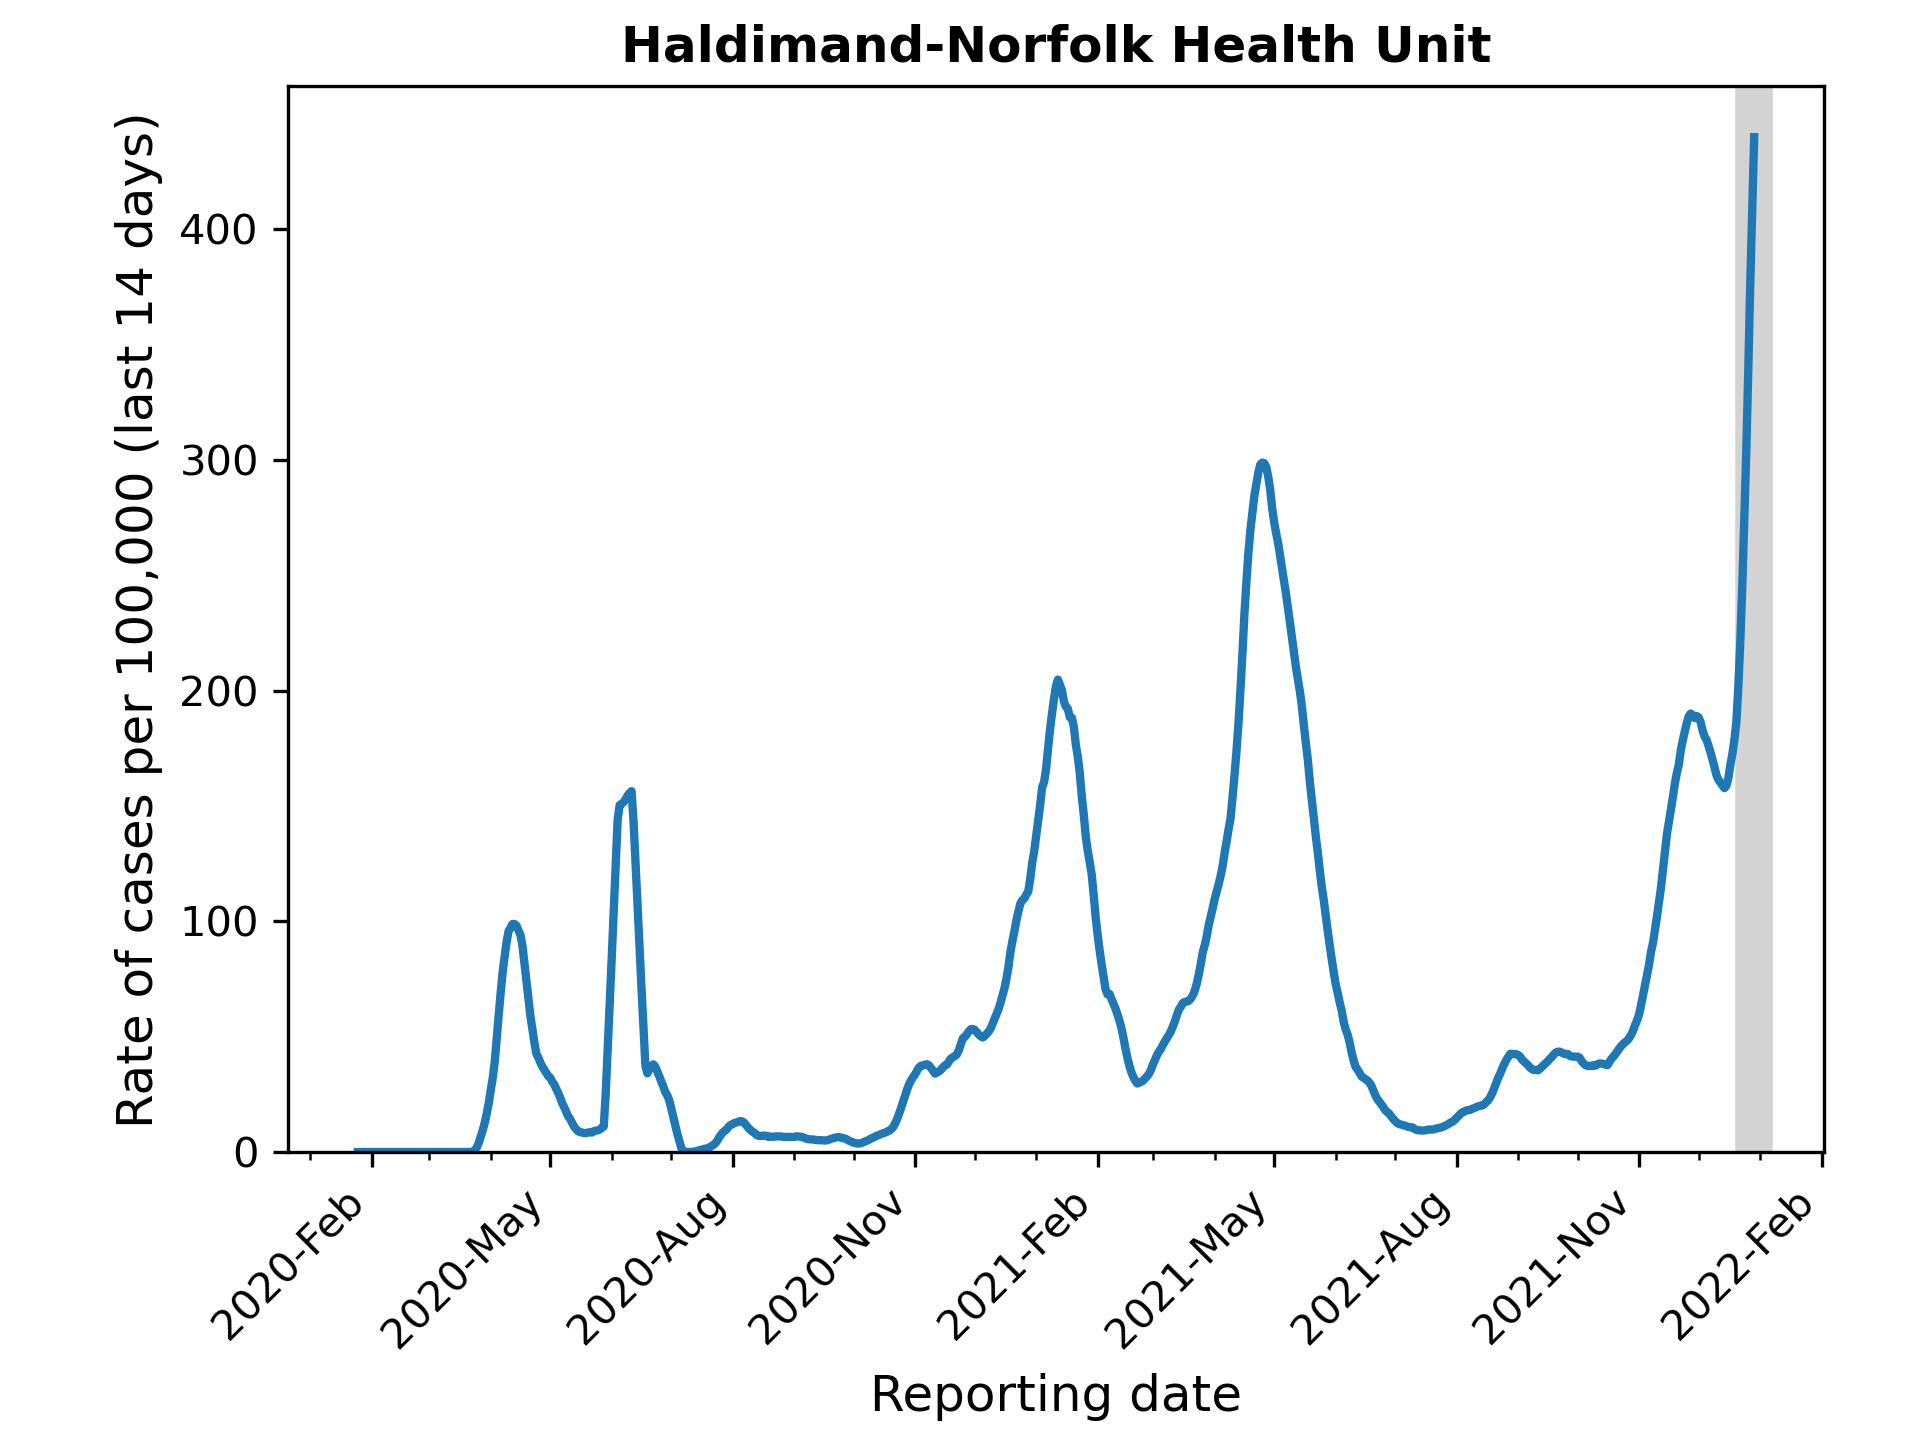 Haldimand-Norfolk Health Unit
Rate of cases per 100,000 (last 14 days)
400
300
200
100
0
2020-Feb
2020-May
2020-Aug
2020-Nov
2021-Feb
2021-May
2021-Aug
2021-Nov
2022-Feb
Reporting date